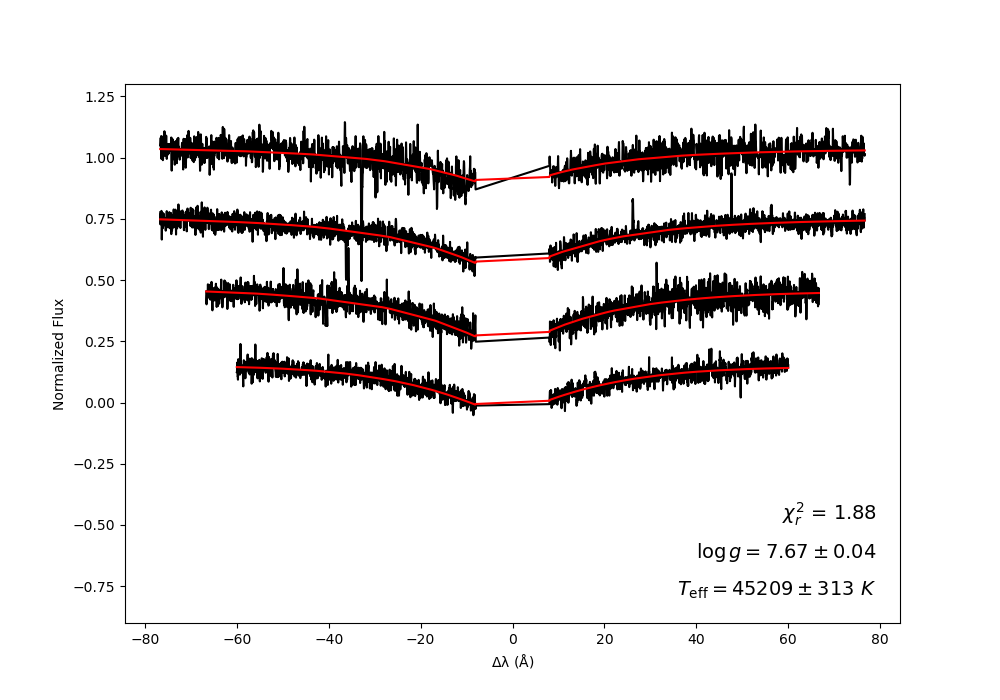 1.25
1.00
0.75
0.50
0.25
0.00
−0.25
−0.50
−0.75
Normalized Flux
χ²ᵣ = 1.88
log g = 7.67 ± 0.04
T_eff = 45209 ± 313 K
−80 −60 −40 −20 0 20 40 60 80
Δλ (Å)